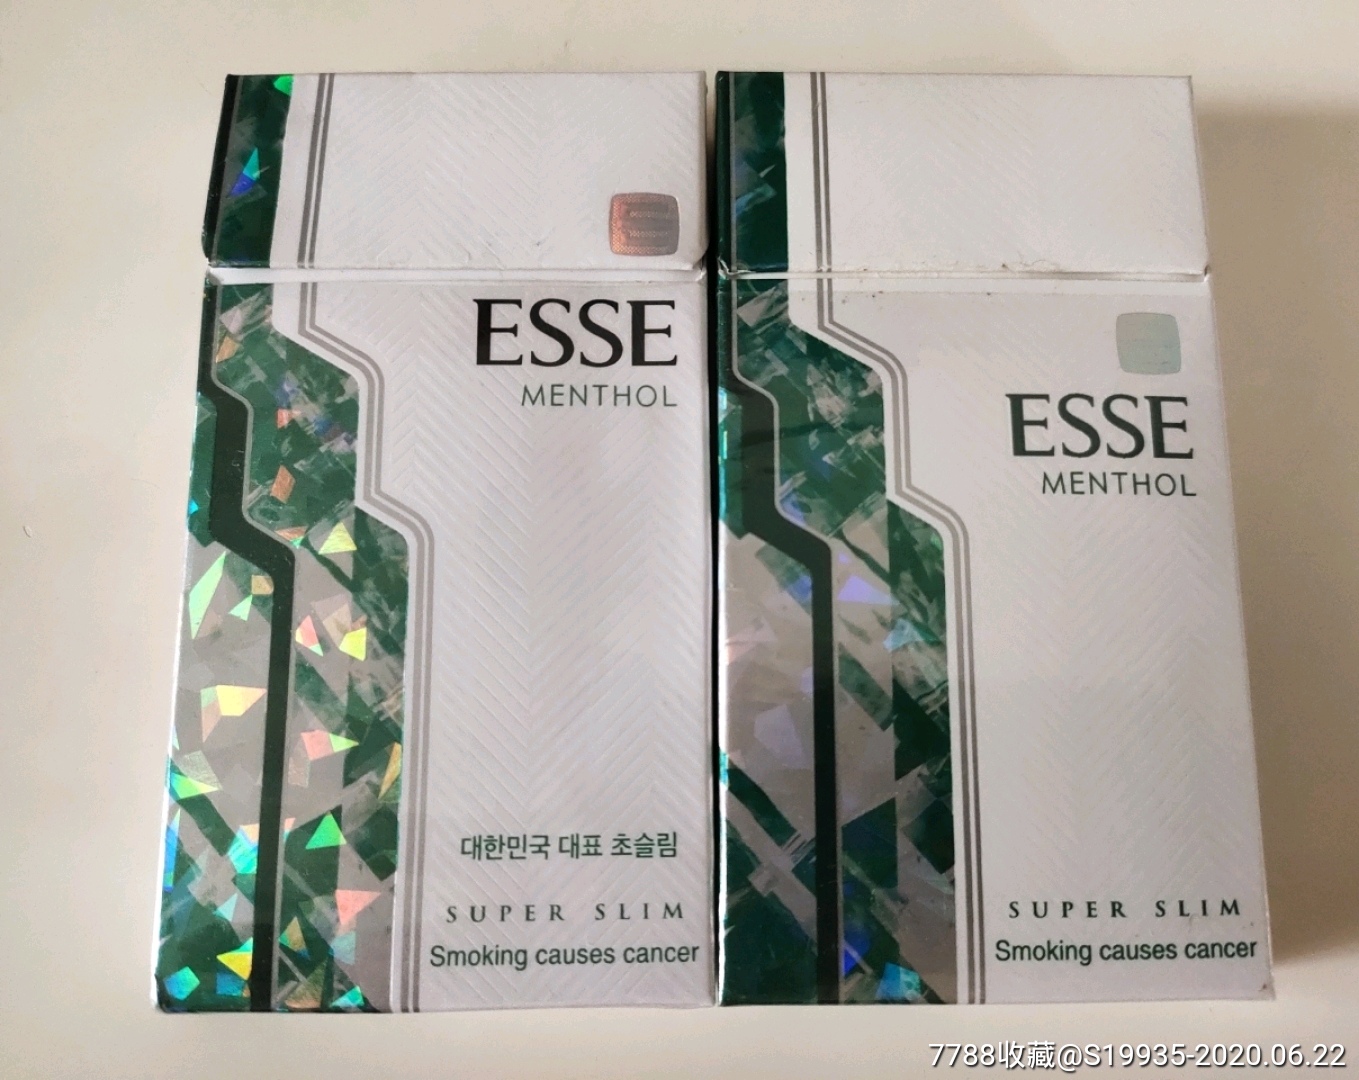 ESSE
MENTHOL
대한민국 대표 초슬림
SUPER SLIM
Smoking causes cancer
ESSE
MENTHOL
SUPER SLIM
Smoking causes cancer
7788收藏@S19935-2020.06.22